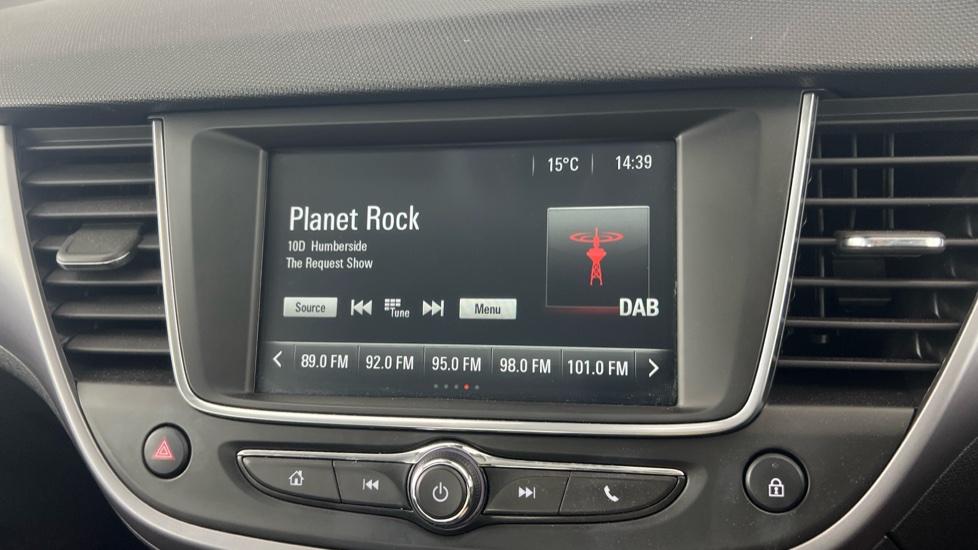 15°C 14:39
Planet Rock
10D Humberside
The Request Show
Source Tune Menu
DAB
89.0 FM 92.0 FM 95.0 FM 98.0 FM 101.0 FM